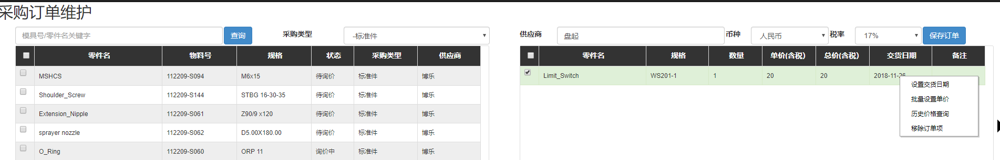 采购订单维护
模具号/零件名关键字 查询 采购类型 -标准件 供应商 盘起 币种 人民币 税率 17% 保存订单
零件名 物料号 规格 状态 采购类型 供应商
MSHCS 112209-S094 M6x15 待询价 标准件 博乐
Shoulder_Screw 112209-S144 STBG 16-30-35 待询价 标准件 博乐
Extension_Nipple 112209-S061 Z90/9 x120 待询价 标准件 博乐
sprayer nozzle 112209-S062 D5.00X180.00 待询价 标准件 博乐
O_Ring 112209-S060 ORP 11 询价中 标准件 博乐
零件名 规格 数量 单价(含税) 总价(含税) 交货日期 备注
Limit_Switch WS201-1 1 20 20 2018-11-26
设置交货日期
批量设置单价
历史价格查询
移除订单项